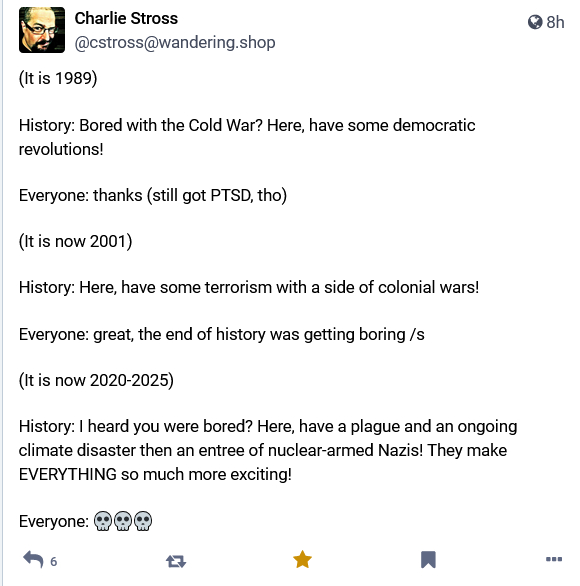 Charlie Stross
8h
@cstross@wandering.shop
(It is 1989)
History: Bored with the Cold War? Here, have some democratic
revolutions!
Everyone: thanks (still got PTSD, tho)
(It is now 2001)
History: Here, have some terrorism with a side of colonial wars!
Everyone: great, the end of history was getting boring /s
(It is now 2020-2025)
History: I heard you were bored? Here, have a plague and an ongoing
climate disaster then an entree of nuclear-armed Nazis! They make
EVERYTHING so much more exciting!
Everyone: 💀💀💀
6